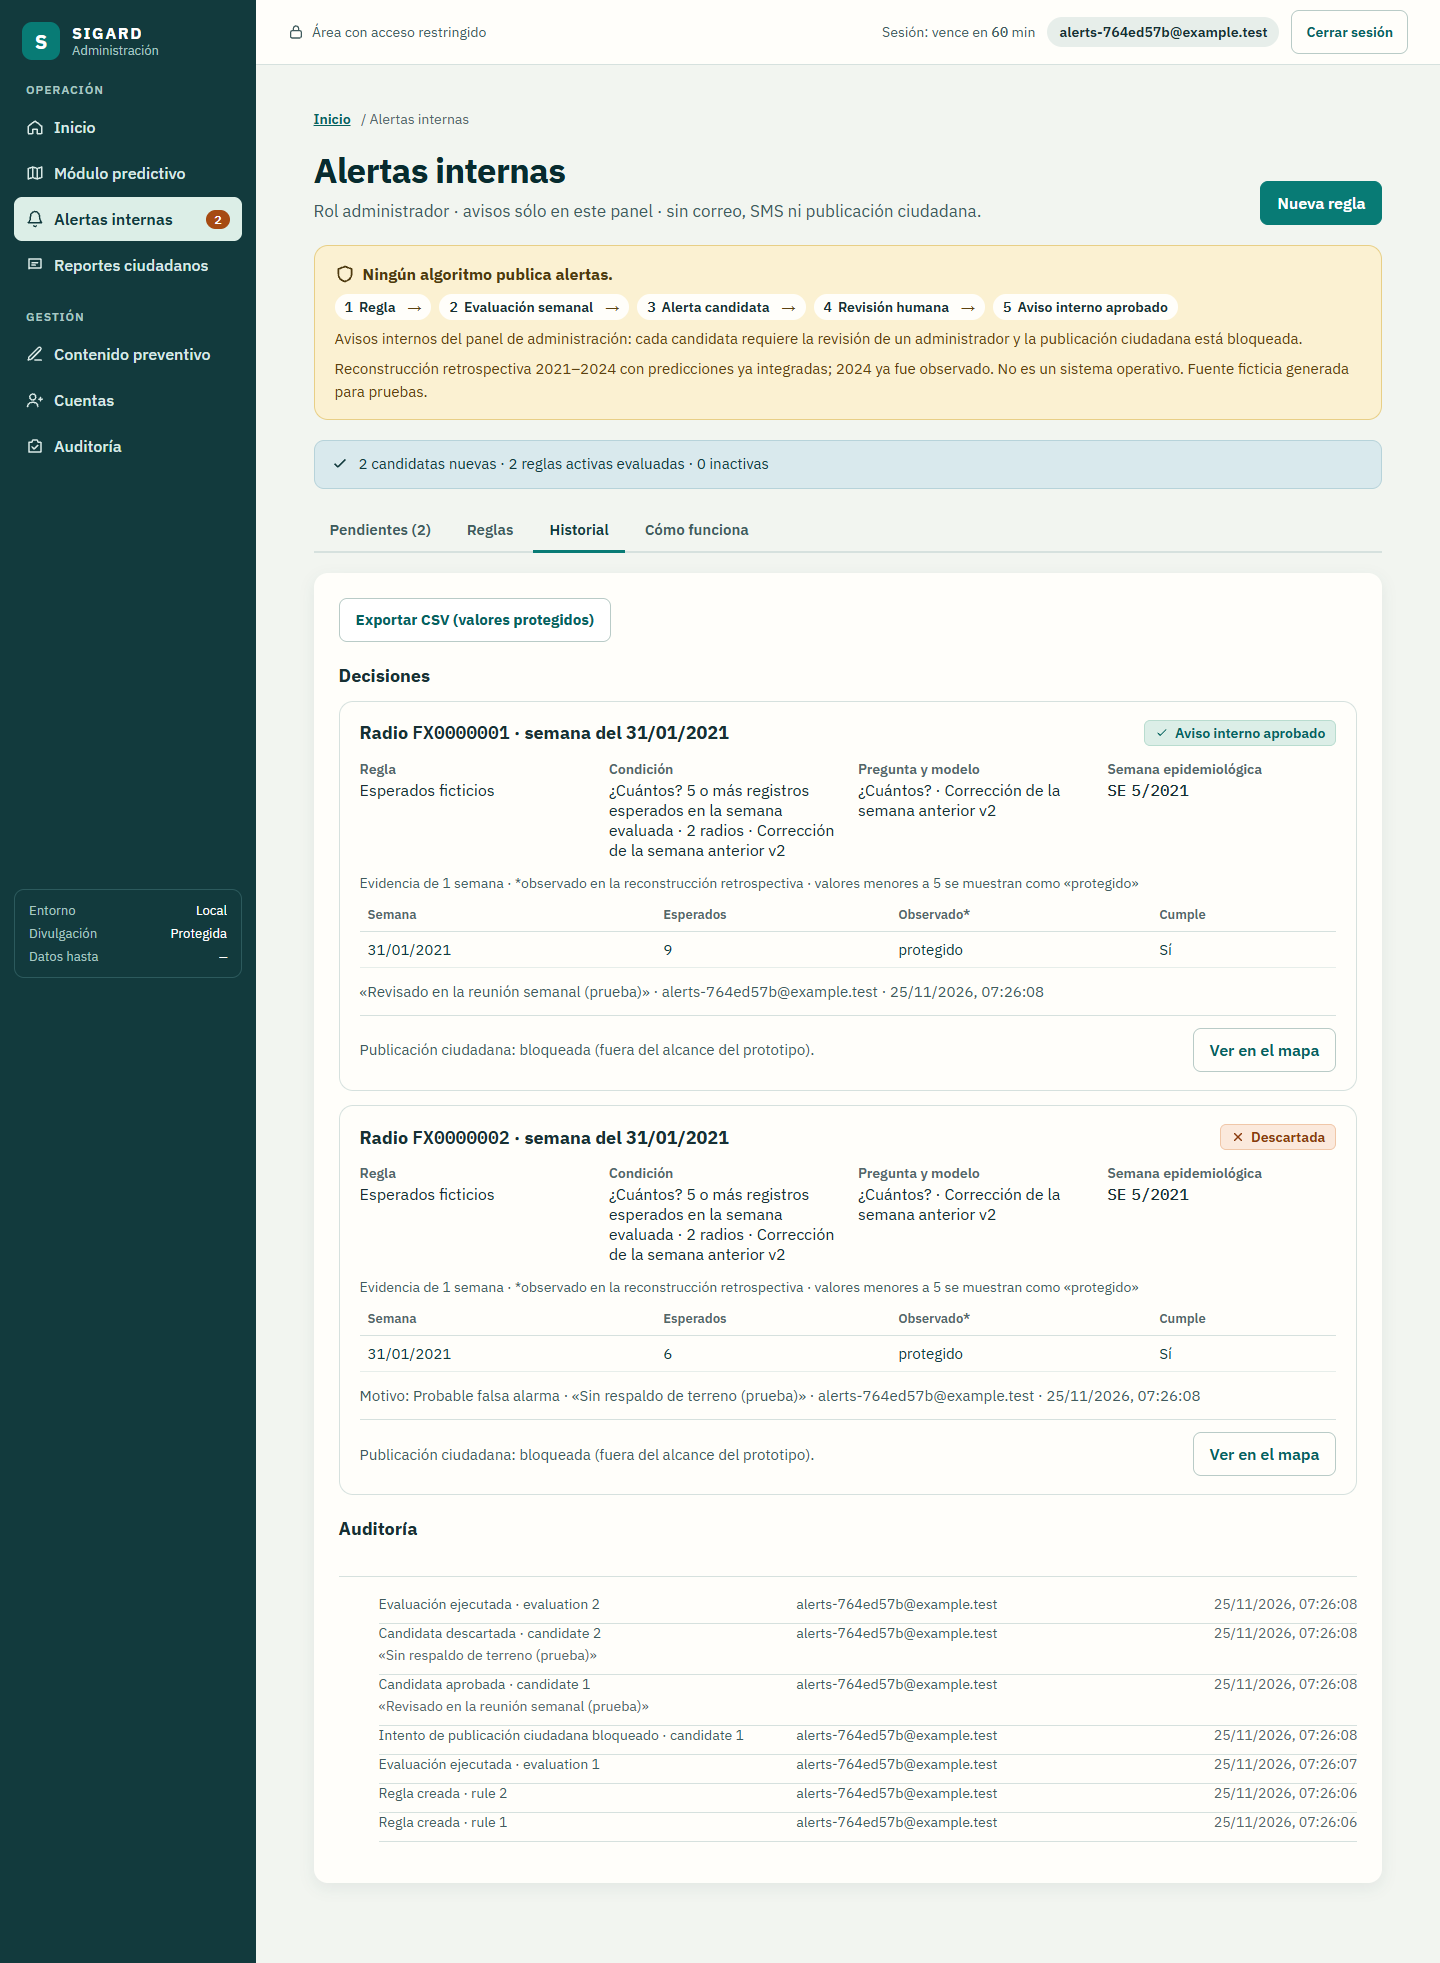 S
SIGARD
Administración
OPERACIÓN
Inicio
Módulo predictivo
Alertas internas 2
Reportes ciudadanos
GESTIÓN
Contenido preventivo
Cuentas
Auditoría
Entorno Local
Divulgación Protegida
Datos hasta —
Área con acceso restringido
Sesión: vence en 60 min
alerts-764ed57b@example.test
Cerrar sesión
Inicio / Alertas internas
Alertas internas
Rol administrador · avisos sólo en este panel · sin correo, SMS ni publicación ciudadana.
Nueva regla
Ningún algoritmo publica alertas.
1 Regla → 2 Evaluación semanal → 3 Alerta candidata → 4 Revisión humana → 5 Aviso interno aprobado
Avisos internos del panel de administración: cada candidata requiere la revisión de un administrador y la publicación ciudadana está bloqueada.
Reconstrucción retrospectiva 2021–2024 con predicciones ya integradas; 2024 ya fue observado. No es un sistema operativo. Fuente ficticia generada
para pruebas.
2 candidatas nuevas · 2 reglas activas evaluadas · 0 inactivas
Pendientes (2) Reglas Historial Cómo funciona
Exportar CSV (valores protegidos)
Decisiones
Radio FX0000001 · semana del 31/01/2021
Aviso interno aprobado
Regla
Esperados ficticios
Condición
¿Cuántos? 5 o más registros
esperados en la semana
evaluada · 2 radios · Corrección
de la semana anterior v2
Pregunta y modelo
¿Cuántos? · Corrección de la
semana anterior v2
Semana epidemiológica
SE 5/2021
Evidencia de 1 semana · *observado en la reconstrucción retrospectiva · valores menores a 5 se muestran como «protegido»
Semana Esperados Observado* Cumple
31/01/2021 9 protegido Sí
«Revisado en la reunión semanal (prueba)» · alerts-764ed57b@example.test · 25/11/2026, 07:26:08
Publicación ciudadana: bloqueada (fuera del alcance del prototipo).
Ver en el mapa
Radio FX0000002 · semana del 31/01/2021
Descartada
Regla
Esperados ficticios
Condición
¿Cuántos? 5 o más registros
esperados en la semana
evaluada · 2 radios · Corrección
de la semana anterior v2
Pregunta y modelo
¿Cuántos? · Corrección de la
semana anterior v2
Semana epidemiológica
SE 5/2021
Evidencia de 1 semana · *observado en la reconstrucción retrospectiva · valores menores a 5 se muestran como «protegido»
Semana Esperados Observado* Cumple
31/01/2021 6 protegido Sí
Motivo: Probable falsa alarma · «Sin respaldo de terreno (prueba)» · alerts-764ed57b@example.test · 25/11/2026, 07:26:08
Publicación ciudadana: bloqueada (fuera del alcance del prototipo).
Ver en el mapa
Auditoría
Evaluación ejecutada · evaluation 2 alerts-764ed57b@example.test 25/11/2026, 07:26:08
Candidata descartada · candidate 2 alerts-764ed57b@example.test 25/11/2026, 07:26:08
«Sin respaldo de terreno (prueba)»
Candidata aprobada · candidate 1 alerts-764ed57b@example.test 25/11/2026, 07:26:08
«Revisado en la reunión semanal (prueba)»
Intento de publicación ciudadana bloqueado · candidate 1 alerts-764ed57b@example.test 25/11/2026, 07:26:08
Evaluación ejecutada · evaluation 1 alerts-764ed57b@example.test 25/11/2026, 07:26:07
Regla creada · rule 2 alerts-764ed57b@example.test 25/11/2026, 07:26:06
Regla creada · rule 1 alerts-764ed57b@example.test 25/11/2026, 07:26:06